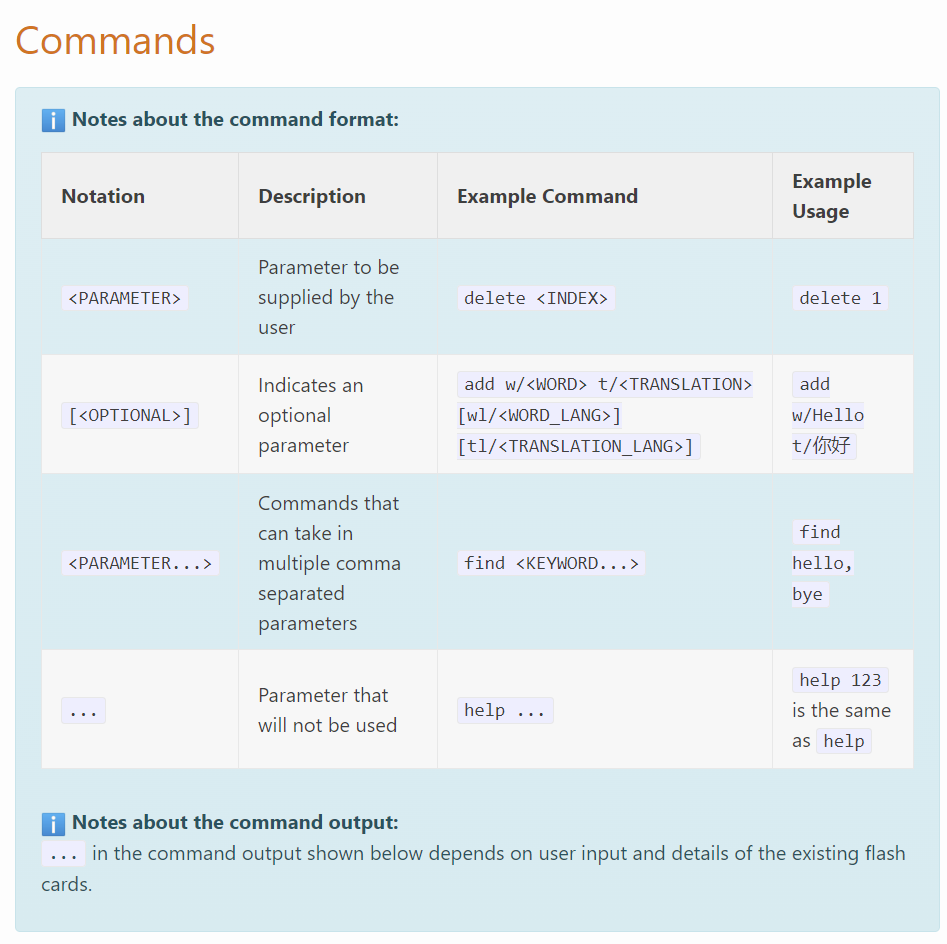 Commands
ℹ Notes about the command format:
Notation Description Example Command Example Usage
<PARAMETER>
Parameter to be
supplied by the
user
delete <INDEX>
delete 1
[<OPTIONAL>]
Indicates an
optional
parameter
add w/<WORD> t/<TRANSLATION>
[wl/<WORD_LANG>]
[tl/<TRANSLATION_LANG>]
add
w/Hello
t/你好
<PARAMETER...>
Commands that
can take in
multiple comma
separated
parameters
find <KEYWORD...>
find
hello,
bye
...
Parameter that
will not be used
help ...
help 123
is the same
as help
ℹ Notes about the command output:
... in the command output shown below depends on user input and details of the existing flash
cards.